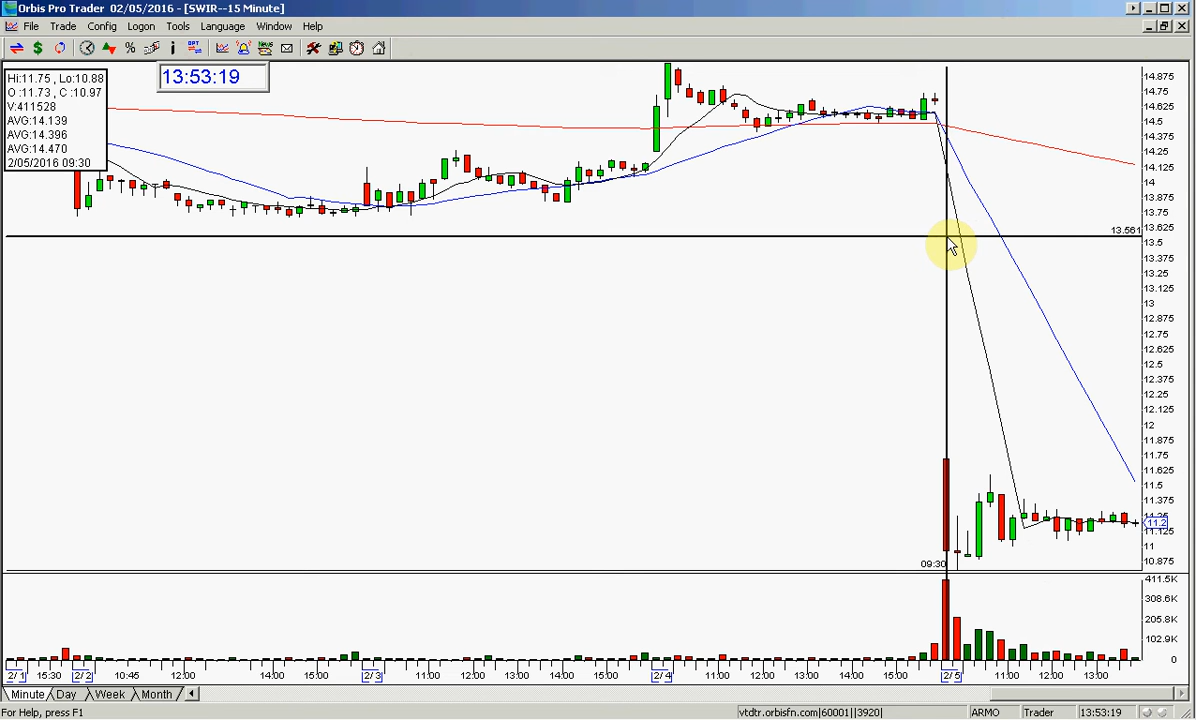 Orbis Pro Trader 02/05/2016 - [SWIR--15 Minute]
File Trade Config Logon Tools Language Window Help
13:53:19
Hi:11.75 , Lo:10.88
O :11.73 , C :10.97
V:411528
AVG:14.139
AVG:14.396
AVG:14.470
2/05/2016 09:30
14.875
14.75
14.625
14.5
14.375
14.25
14.125
14
13.875
13.75
13.625
13.561
13.5
13.375
13.25
13.125
13
12.875
12.75
12.625
12.5
12.375
12.25
12.125
12
11.875
11.75
11.625
11.5
11.375
11.2
11.125
11
10.875
09:30
411.5K
308.6K
205.8K
102.9K
0
2/ 1 15:30 2/ 2 10:45 12:00 2/ 3 11:00 12:00 14:00 15:00 2/ 4 11:00 12:00 14:00 15:00 2/ 5 11:00 12:00 13:00
Minute Day Week Month
For Help, press F1
vtdtr.orbisfn.com|60001||3920| ARMO Trader 13:53:19